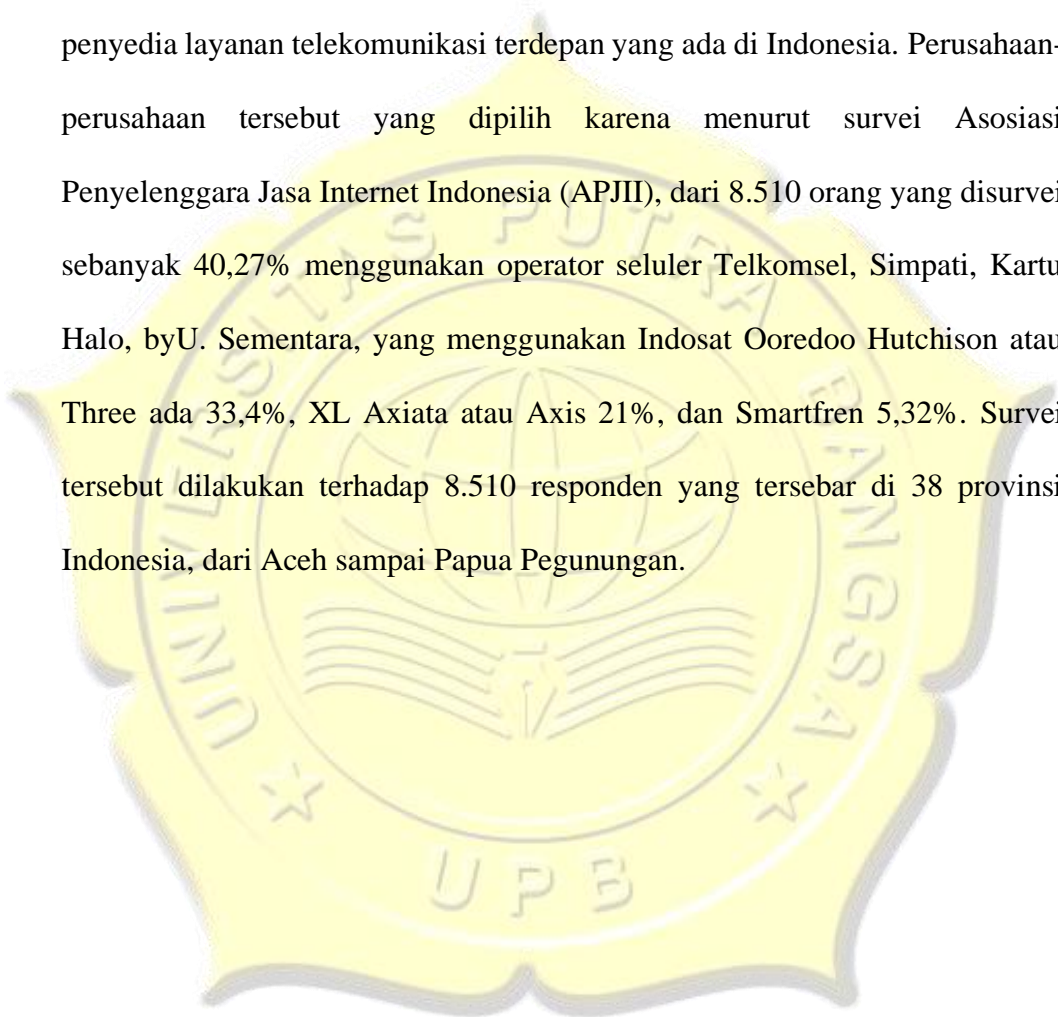 penyedia layanan telekomunikasi terdepan yang ada di Indonesia. Perusahaan-
perusahaan tersebut yang dipilih karena menurut survei Asosiasi
Penyelenggara Jasa Internet Indonesia (APJII), dari 8.510 orang yang disurvei
sebanyak 40,27% menggunakan operator seluler Telkomsel, Simpati, Kartu
Halo, byU. Sementara, yang menggunakan Indosat Ooredoo Hutchison atau
Three ada 33,4%, XL Axiata atau Axis 21%, dan Smartfren 5,32%. Survei
tersebut dilakukan terhadap 8.510 responden yang tersebar di 38 provinsi
Indonesia, dari Aceh sampai Papua Pegunungan.
UNIVERSITAS PUTRA BANGSA
UPB